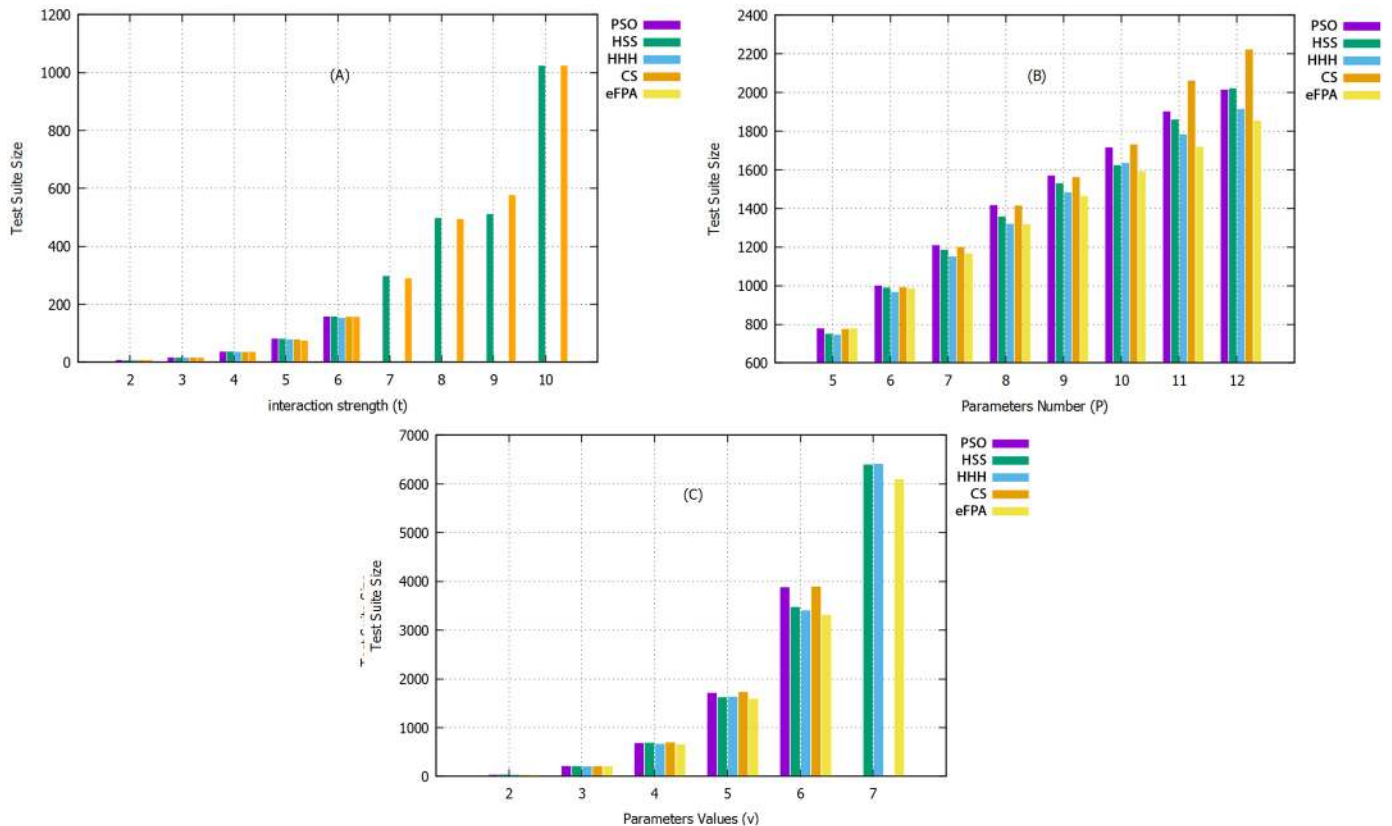 1200
1000
800
600
400
200
0
Test Suite Size
(A)
PSO
HSS
HHH
CS
eFPA
2 3 4 5 6 7 8 9 10
interaction strength (t)
2400
2200
2000
1800
1600
1400
1200
1000
800
600
Test Suite Size
(B)
PSO
HSS
HHH
CS
eFPA
5 6 7 8 9 10 11 12
Parameters Number (P)
7000
6000
5000
4000
3000
2000
1000
0
Test Suite Size
Test Suite Size
(C)
PSO
HSS
HHH
CS
eFPA
2 3 4 5 6 7
Parameters Values (v)